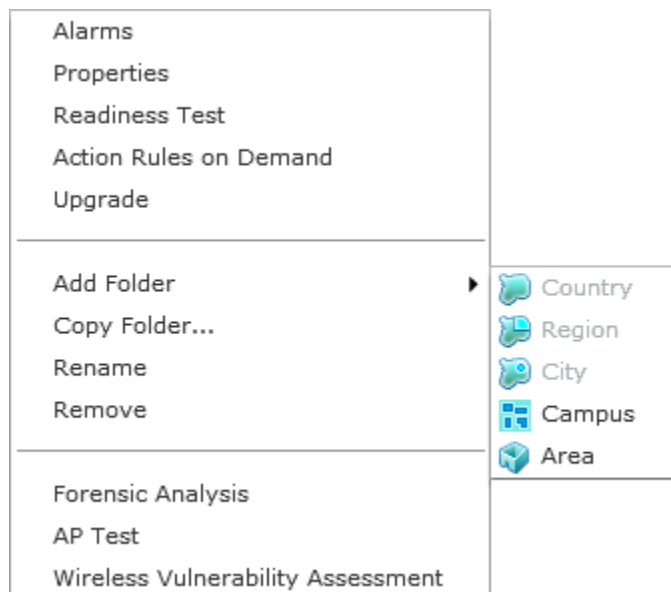 Alarms
Properties
Readiness Test
Action Rules on Demand
Upgrade
Add Folder
Country
Region
City
Campus
Area
Copy Folder...
Rename
Remove
Forensic Analysis
AP Test
Wireless Vulnerability Assessment